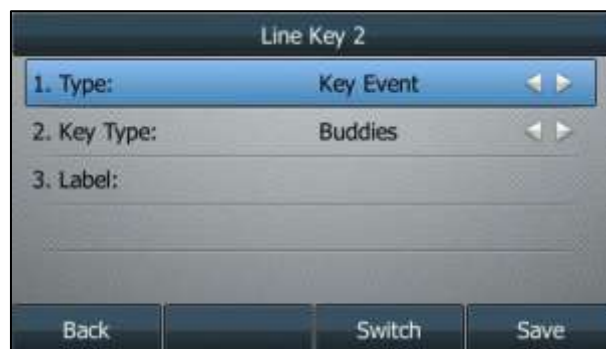 Line Key 2
1. Type: Key Event
2. Key Type: Buddies
3. Label:
Back Switch Save